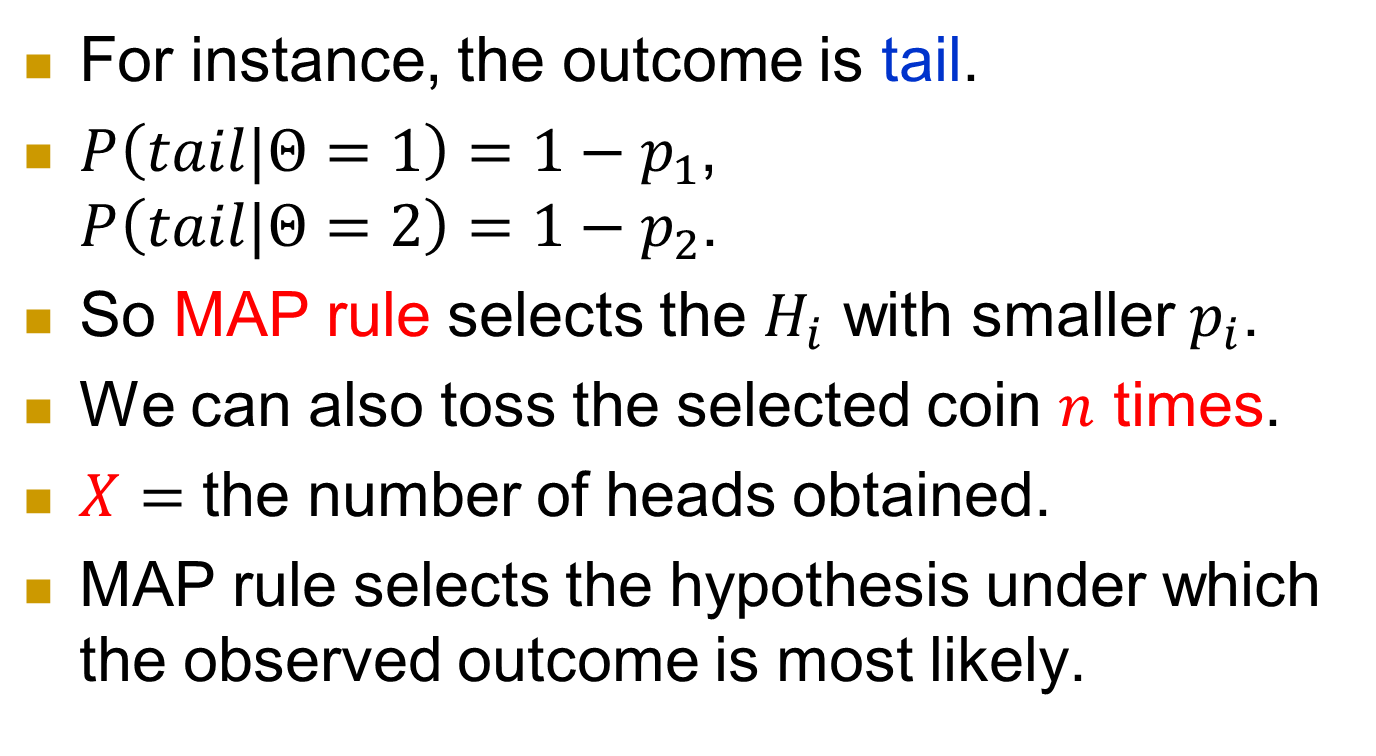 ■ For instance, the outcome is tail.
■ P(tail|Θ = 1) = 1 − p₁,
P(tail|Θ = 2) = 1 − p₂.
■ So MAP rule selects the Hᵢ with smaller pᵢ.
■ We can also toss the selected coin n times.
■ X = the number of heads obtained.
■ MAP rule selects the hypothesis under which
the observed outcome is most likely.